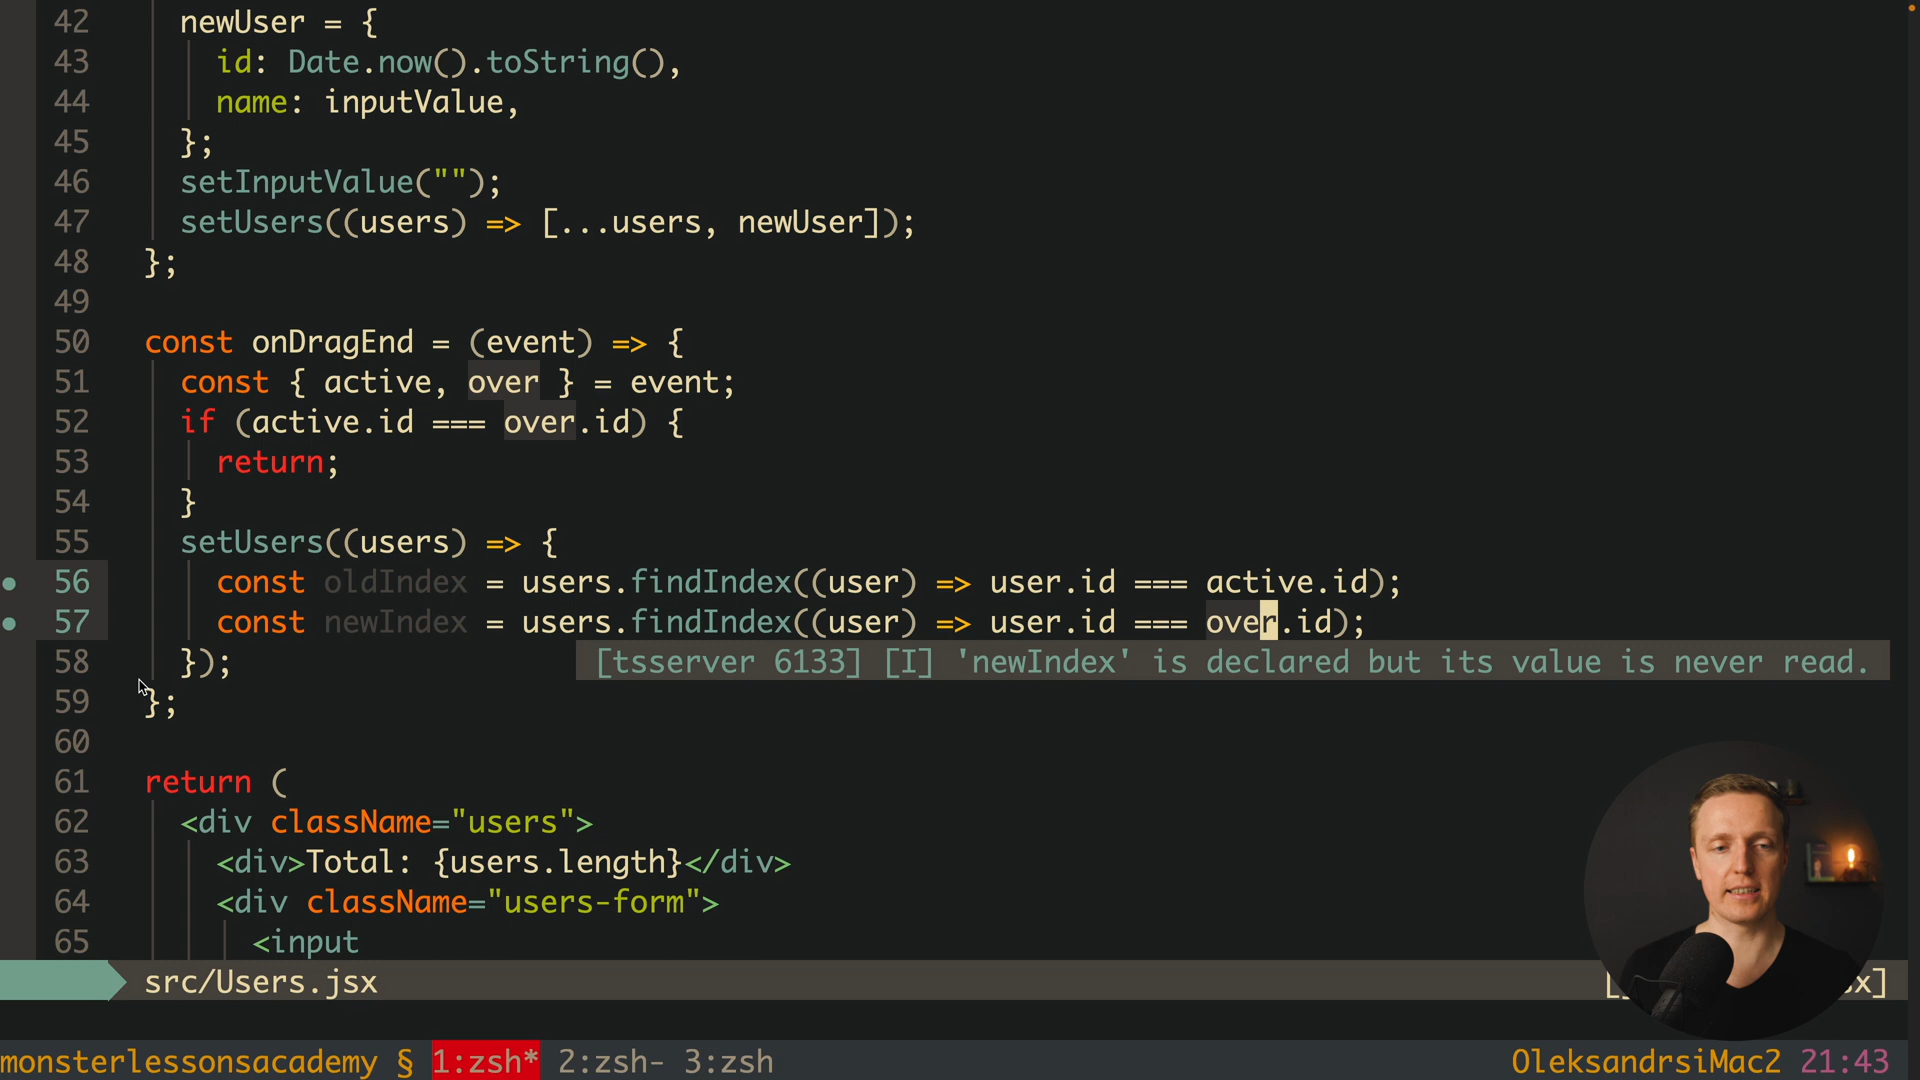 42 newUser = {
43 id: Date.now().toString(),
44 name: inputValue,
45 };
46 setInputValue("");
47 setUsers((users) => [...users, newUser]);
48 };
49
50 const onDragEnd = (event) => {
51 const { active, over } = event;
52 if (active.id === over.id) {
53 return;
54 }
55 setUsers((users) => {
56 const oldIndex = users.findIndex((user) => user.id === active.id);
57 const newIndex = users.findIndex((user) => user.id === over.id);
58 }); [tsserver 6133] [I] 'newIndex' is declared but its value is never read.
59 };
60
61 return (
62 <div className="users">
63 <div>Total: {users.length}</div>
64 <div className="users-form">
65 <input
src/Users.jsx
monsterlessonsacademy § 1:zsh* 2:zsh- 3:zsh OleksandrsiMac2 21:43